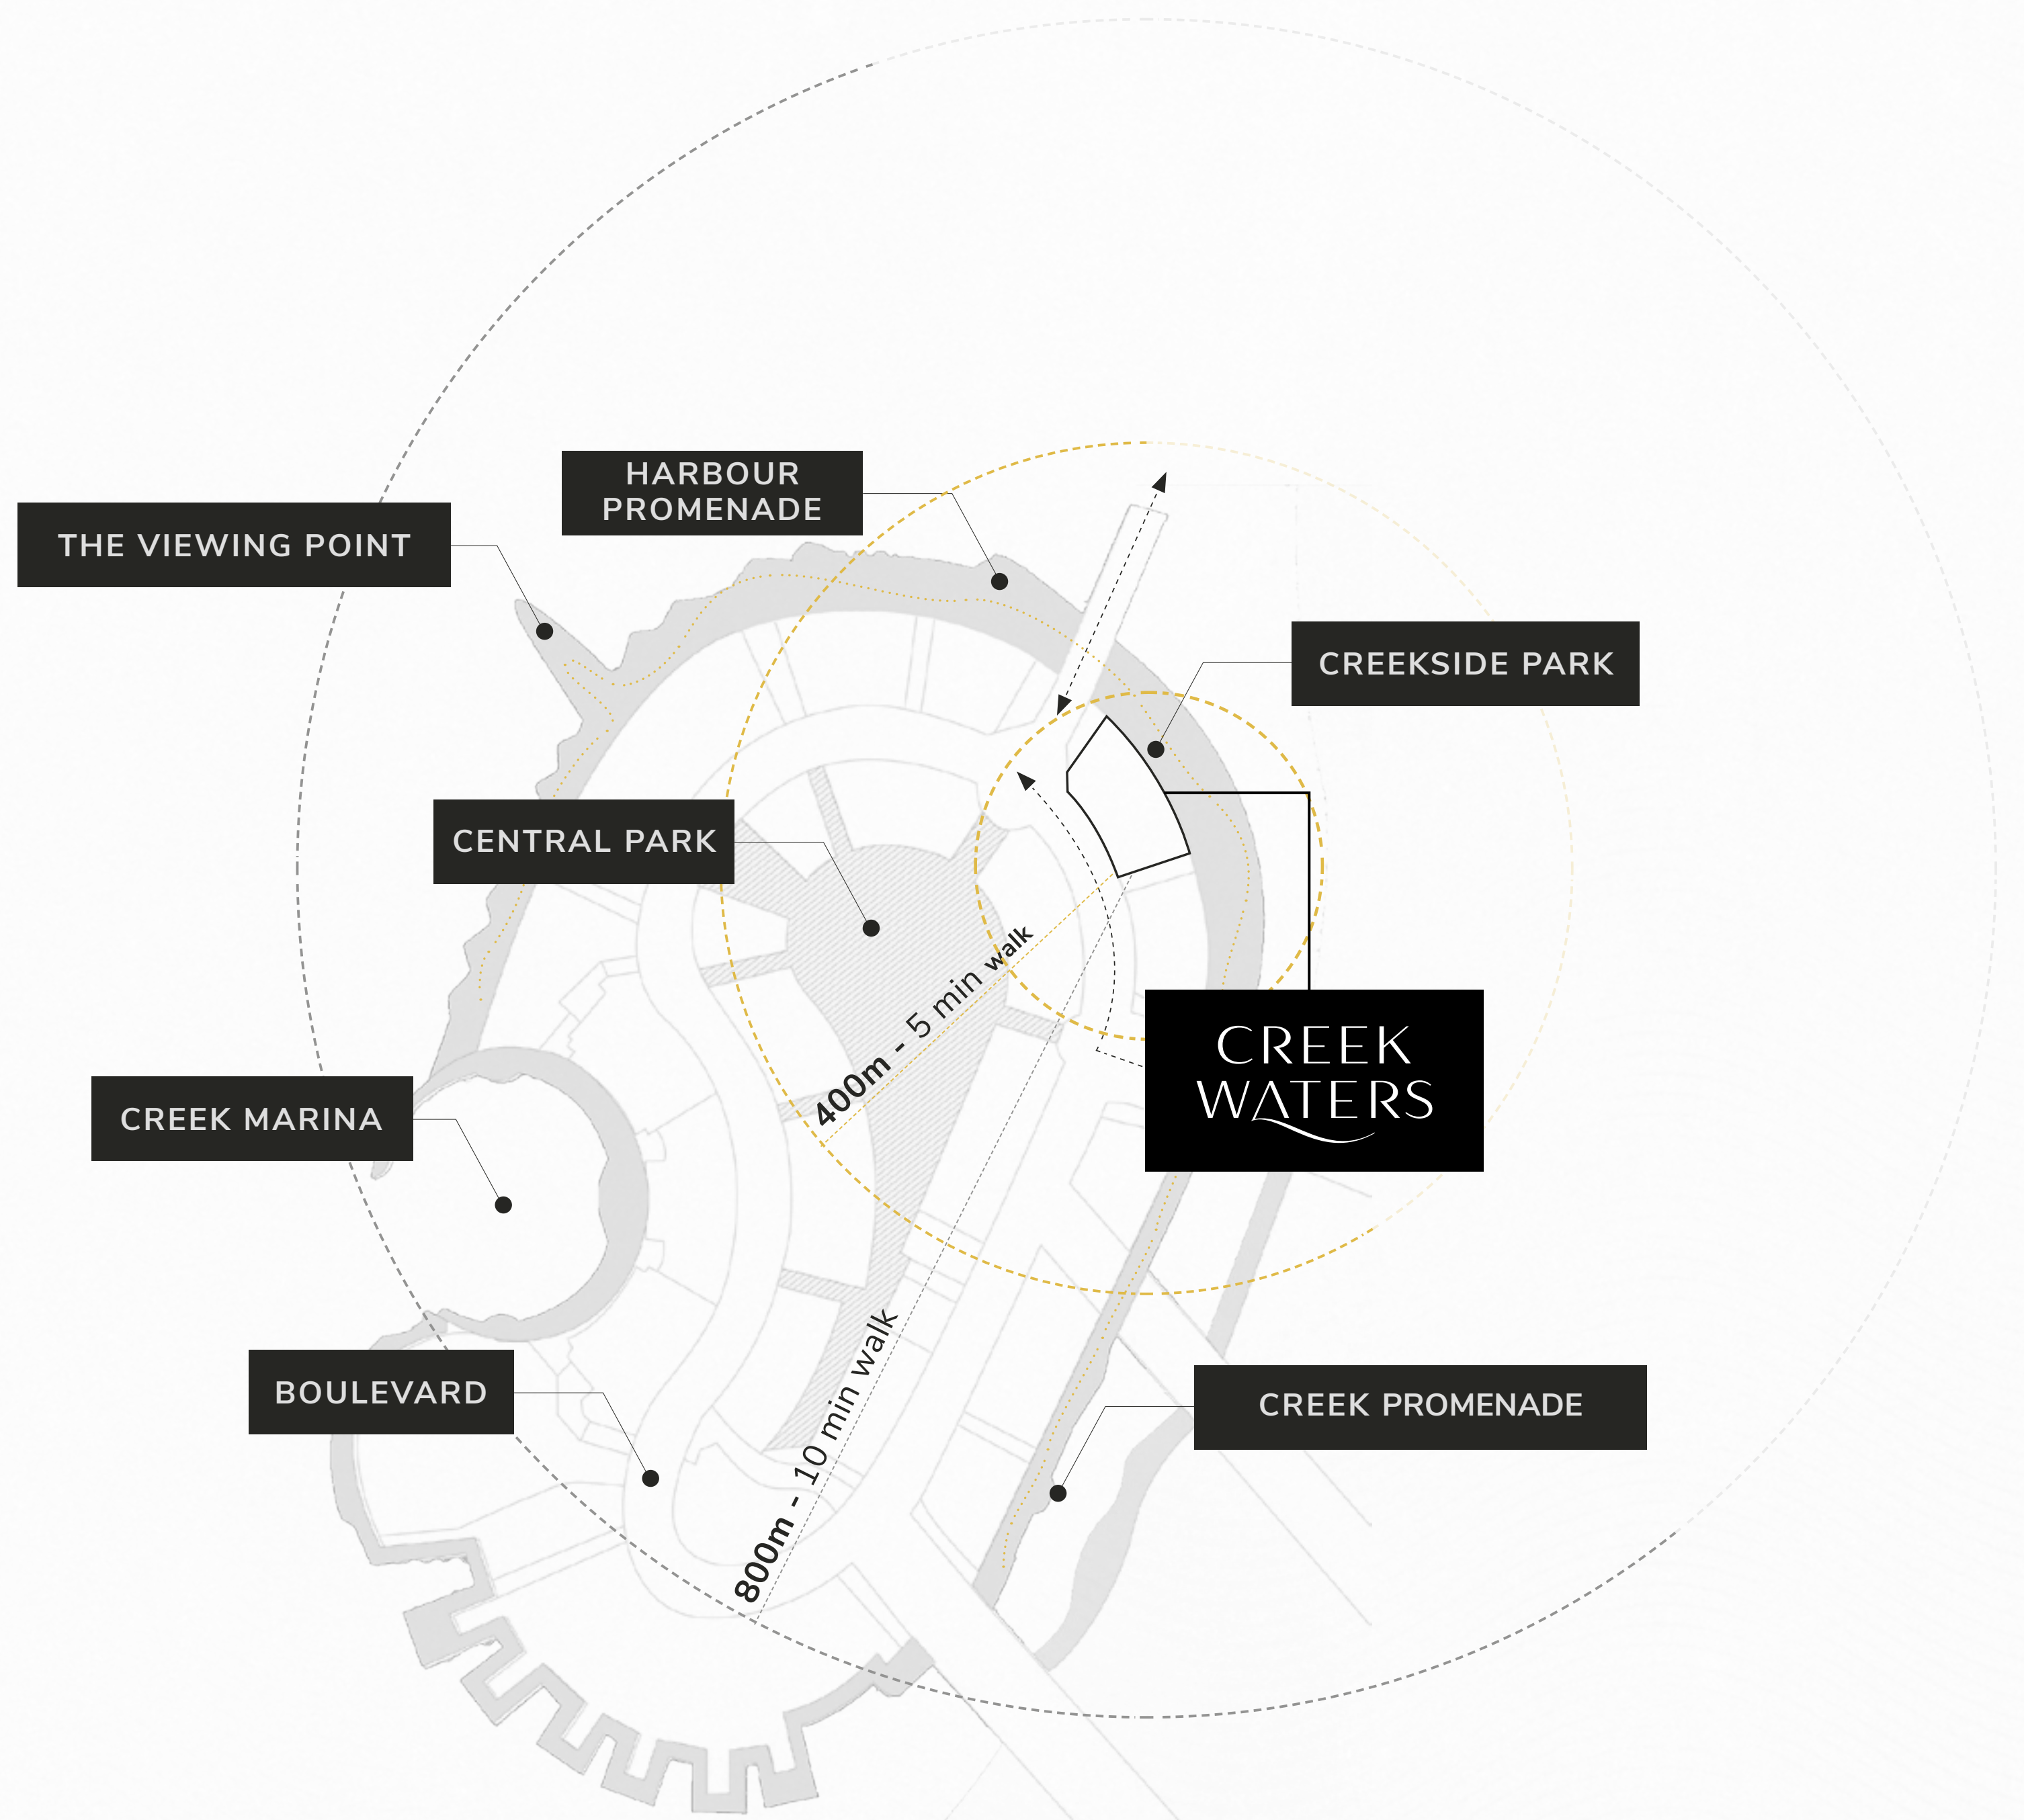 HARBOUR
PROMENADE
THE VIEWING POINT
CREEKSIDE PARK
CENTRAL PARK
400m - 5 min walk
CREEK
WATERS
CREEK MARINA
BOULEVARD
800m - 10 min walk
CREEK PROMENADE